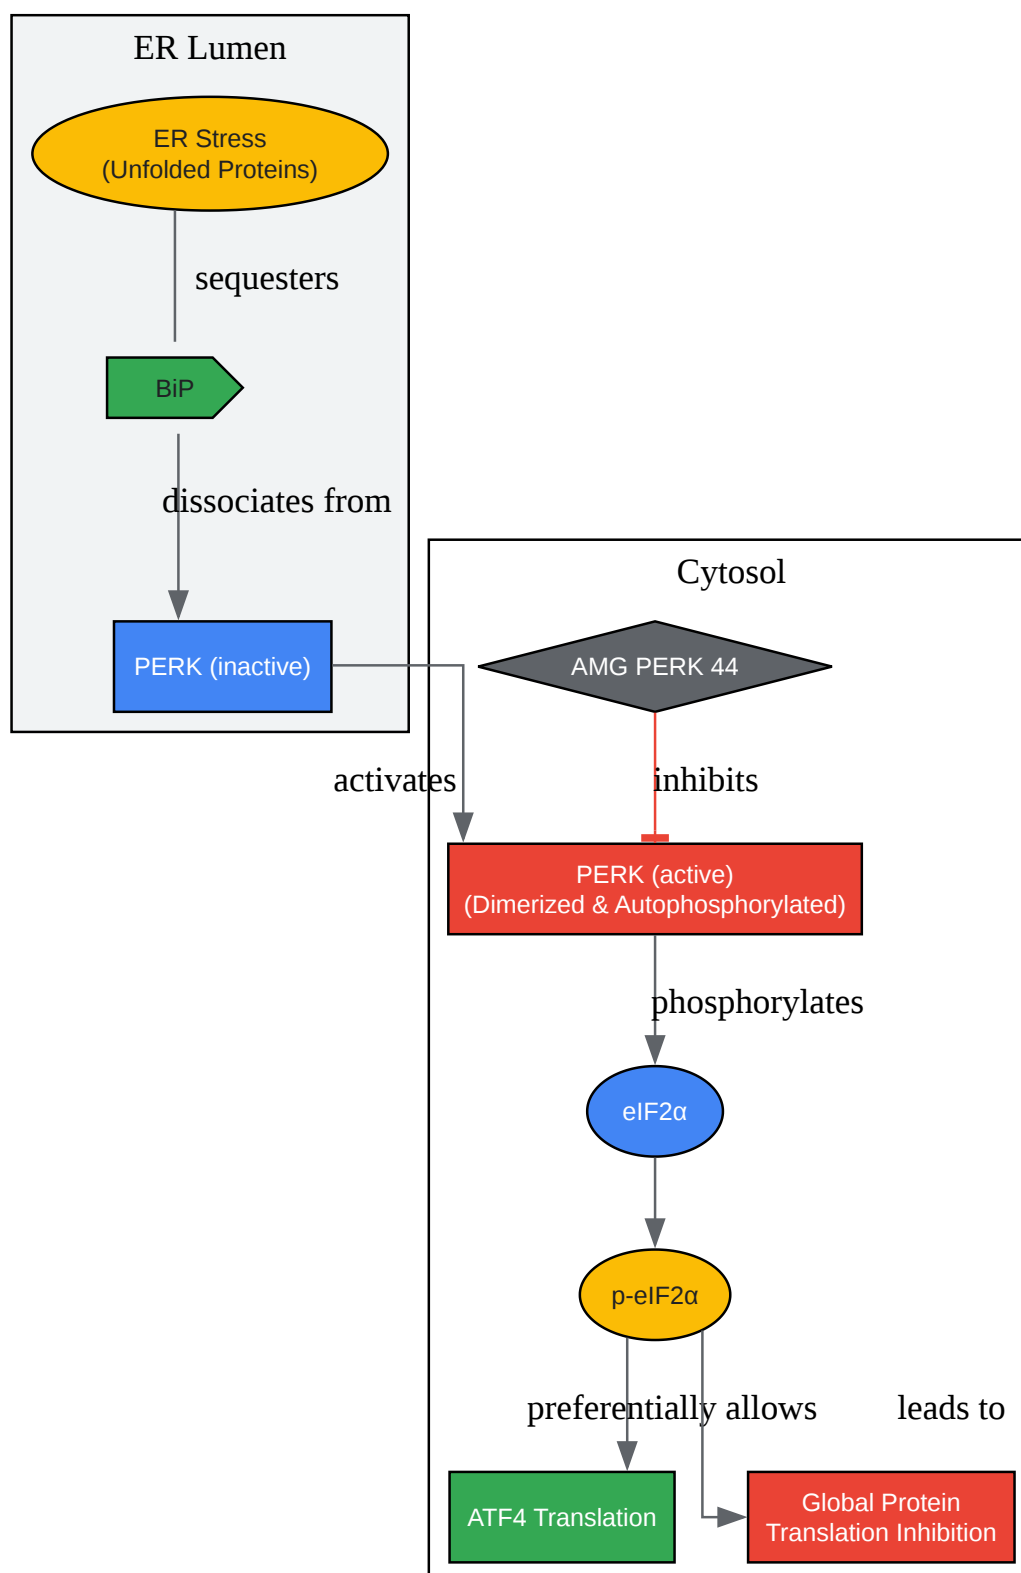 ER Lumen
ER Stress
(Unfolded Proteins)
sequesters
BiP
dissociates from
PERK (inactive)
Cytosol
AMG PERK 44
activates
inhibits
PERK (active)
(Dimerized & Autophosphorylated)
phosphorylates
eIF2α
p-eIF2α
preferentially allows
leads to
ATF4 Translation
Global Protein
Translation Inhibition